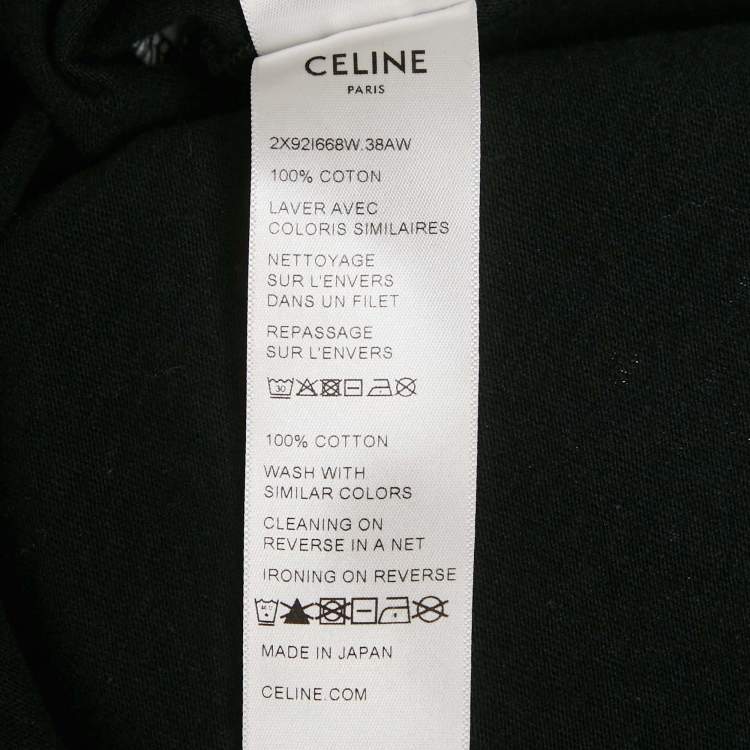 CELINE
PARIS
2X92I668W.38AW
100% COTON
LAVER AVEC
COLORIS SIMILAIRES
NETTOYAGE
SUR L'ENVERS
DANS UN FILET
REPASSAGE
SUR L'ENVERS
30
100% COTTON
WASH WITH
SIMILAR COLORS
CLEANING ON
REVERSE IN A NET
IRONING ON REVERSE
MADE IN JAPAN
CELINE.COM